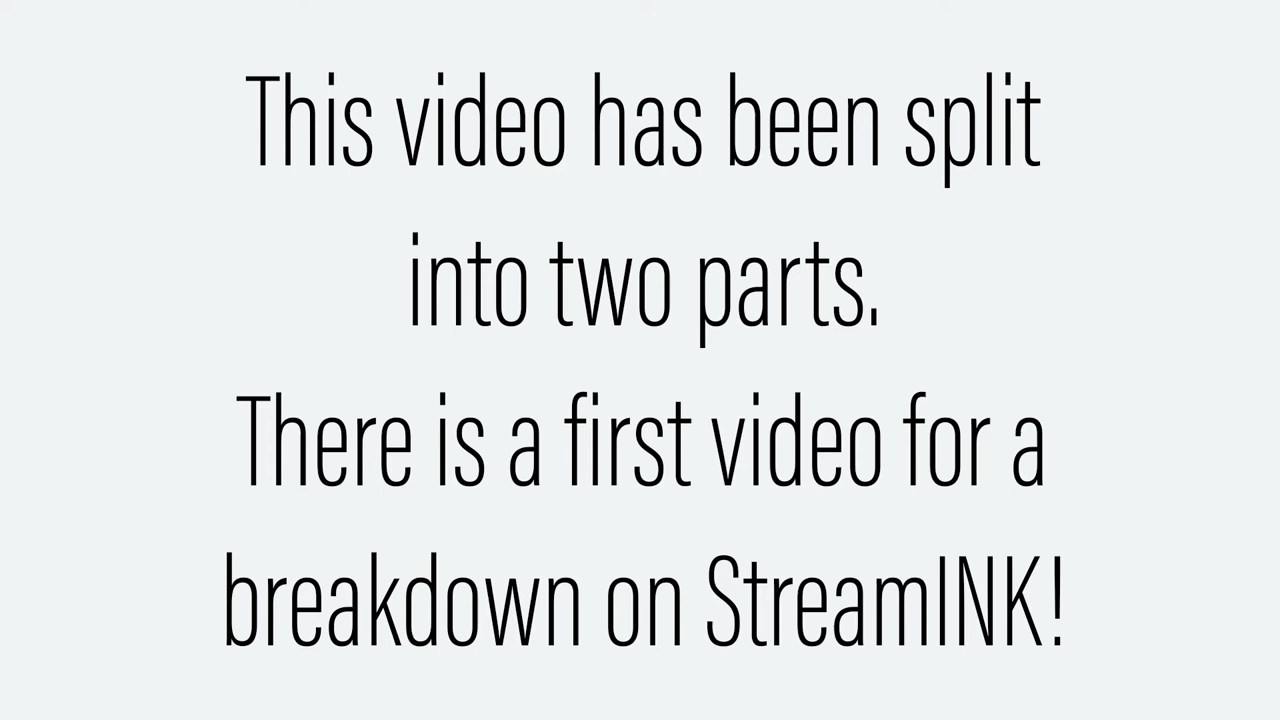 This video has been split
into two parts.
There is a first video for a
breakdown on StreamINK!